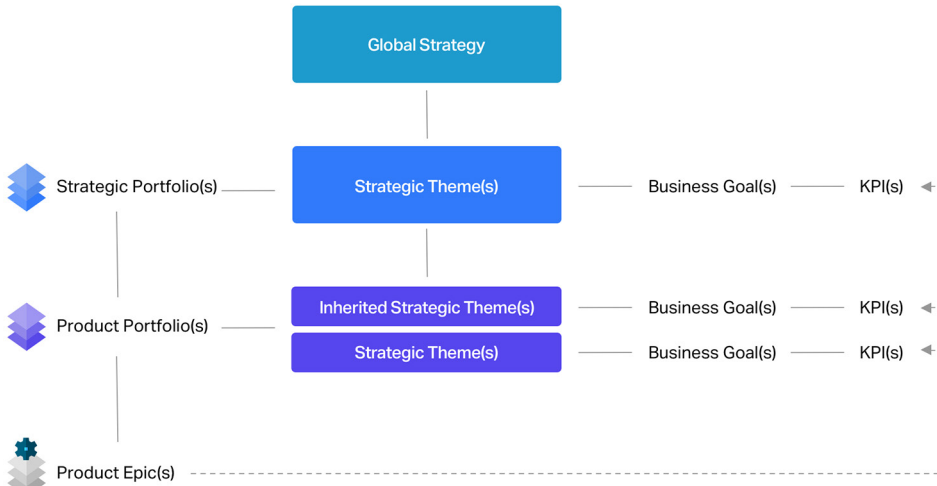 Global Strategy
Strategic Portfolio(s)
Strategic Theme(s)
Business Goal(s)
KPI(s)
Product Portfolio(s)
Inherited Strategic Theme(s)
Business Goal(s)
KPI(s)
Strategic Theme(s)
Business Goal(s)
KPI(s)
Product Epic(s)